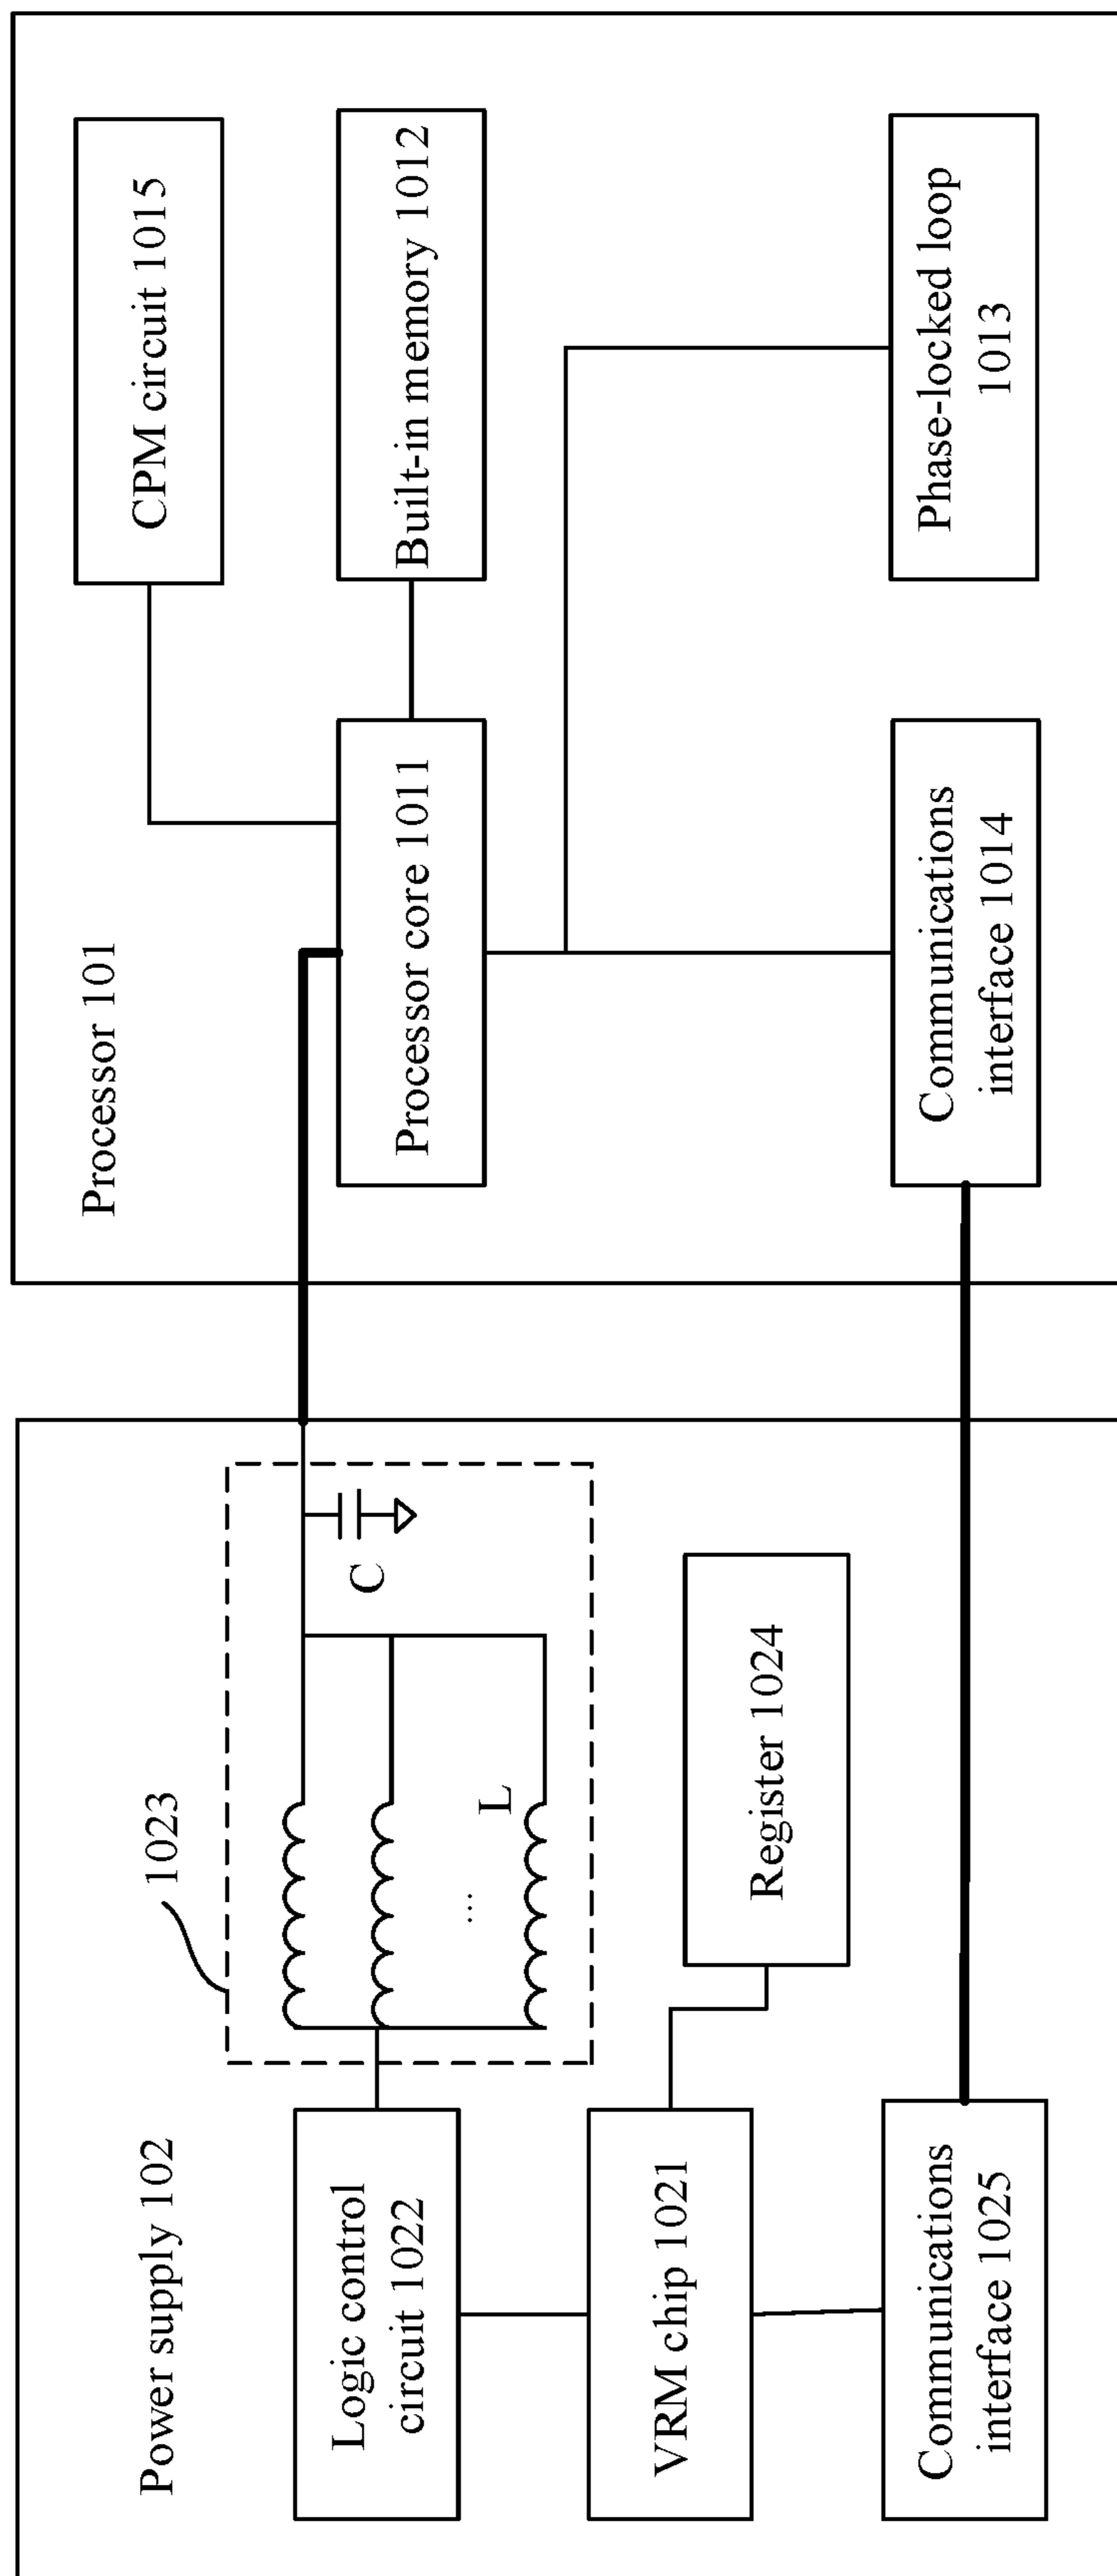 Power supply 102
1023
Logic control
circuit 1022
L
...
C
VRM chip 1021
Register 1024
Communications
interface 1025
Processor 101
CPM circuit 1015
Processor core 1011
Built-in memory 1012
Communications
interface 1014
Phase-locked loop
1013